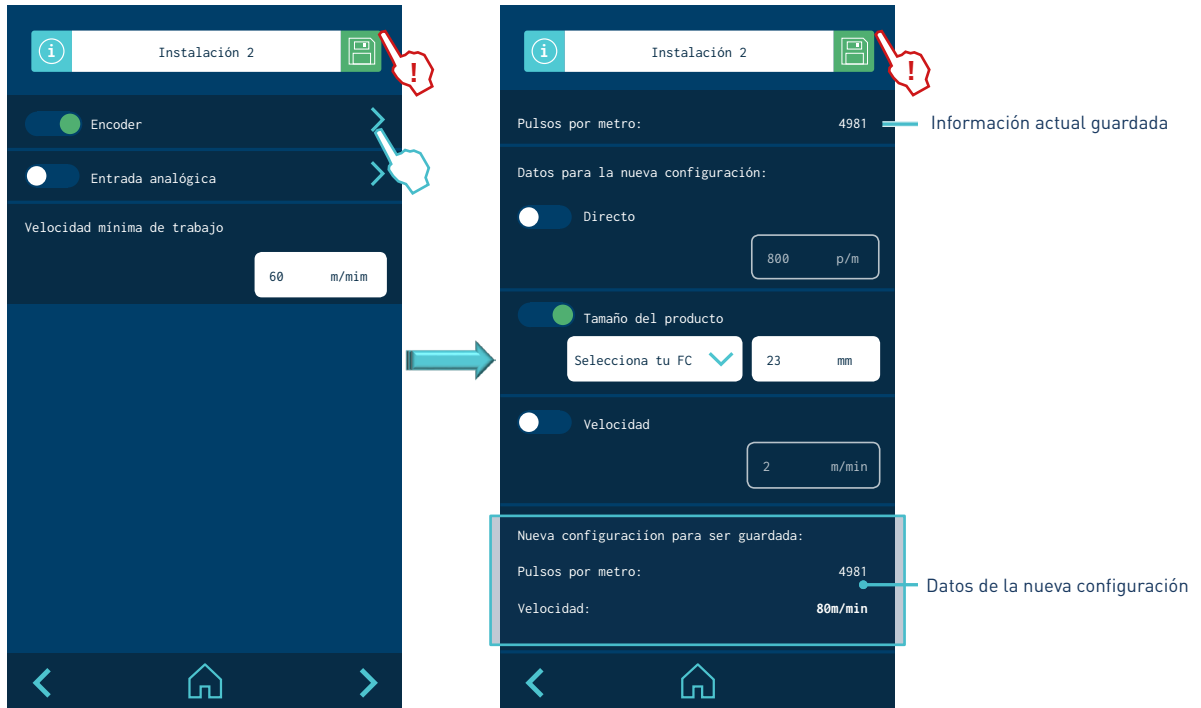 i
Instalación 2
!
Encoder
Entrada analógica
Velocidad mínima de trabajo
60 m/mim
i
Instalación 2
!
Pulsos por metro: 4981
Información actual guardada
Datos para la nueva configuración:
Directo
800 p/m
Tamaño del producto
Selecciona tu FC
23 mm
Velocidad
2 m/min
Nueva configuraciíon para ser guardada:
Pulsos por metro: 4981
Datos de la nueva configuración
Velocidad: 80m/min